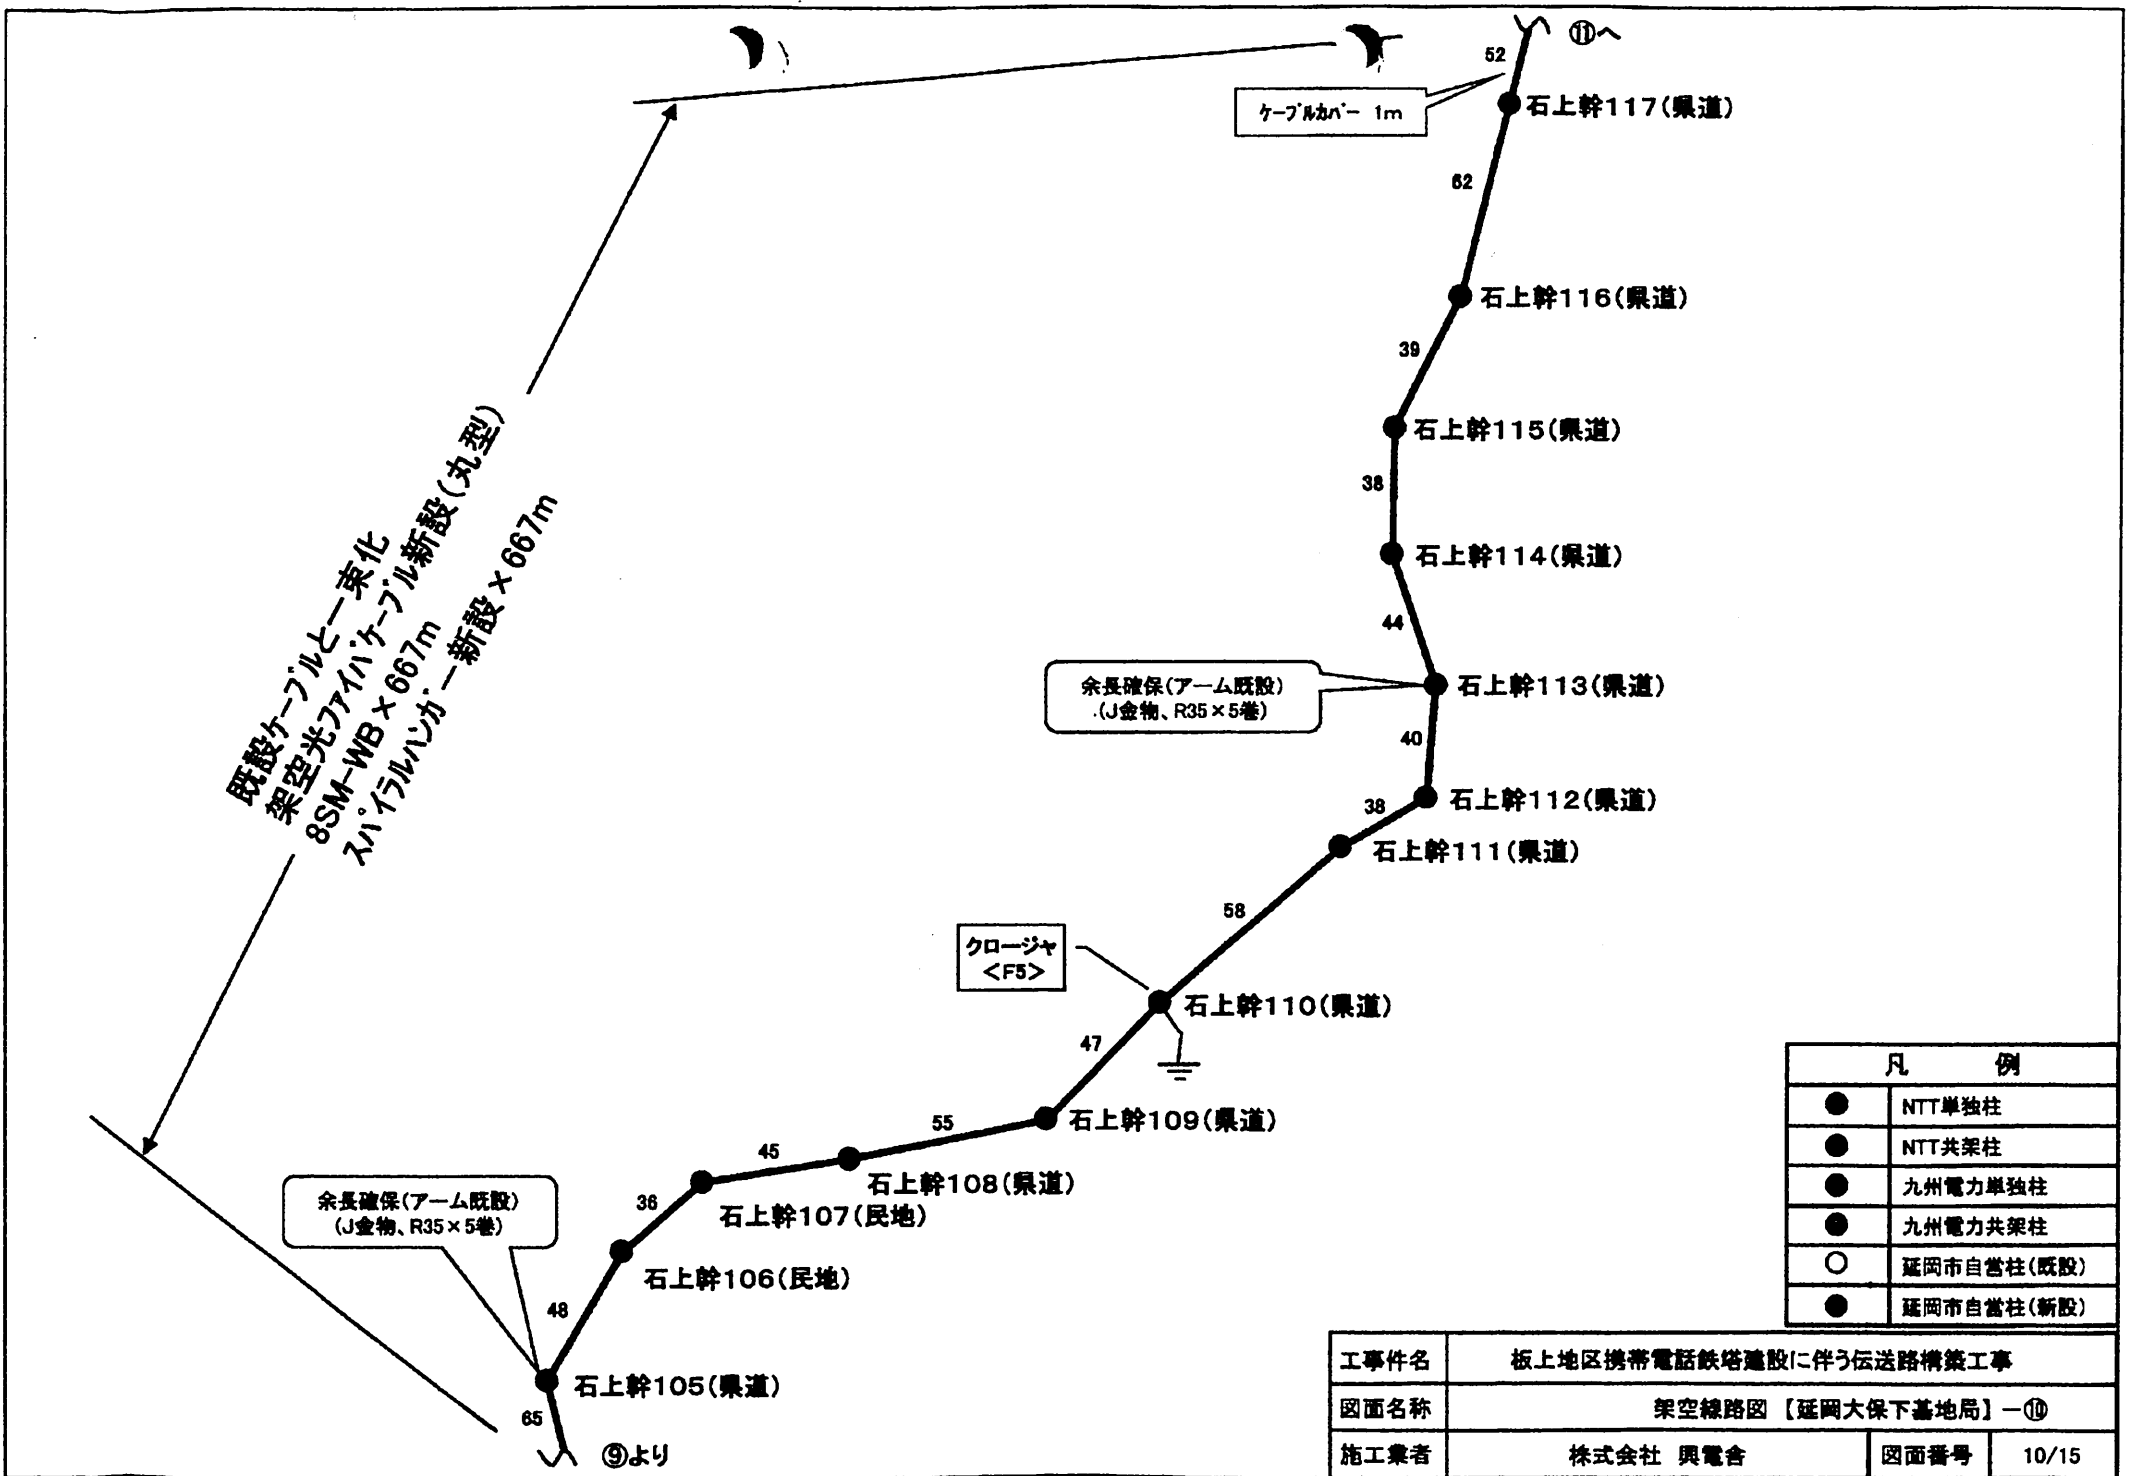 ⑪へ
52
ケーブルカバー 1m
石上幹117(県道)
62
石上幹116(県道)
39
石上幹115(県道)
38
石上幹114(県道)
44
余長確保(アーム既設)
(J金物、R35×5巻)
石上幹113(県道)
40
石上幹112(県道)
38
石上幹111(県道)
58
クロージャ
<F5>
石上幹110(県道)
47
石上幹109(県道)
55
石上幹108(県道)
45
石上幹107(民地)
36
石上幹106(民地)
48
余長確保(アーム既設)
(J金物、R35×5巻)
石上幹105(県道)
65
⑨より
既設ケーブルと一束化
架空光ファイバケーブル新設(丸型)
8SM-WB×667m
スパイラルハンガー新設×667m
凡 例
● NTT単独柱
● NTT共架柱
● 九州電力単独柱
● 九州電力共架柱
○ 延岡市自営柱(既設)
● 延岡市自営柱(新設)
工事件名 板上地区携帯電話鉄塔建設に伴う伝送路構築工事
図面名称 架空線路図 【延岡大保下基地局】-⑩
施工業者 株式会社 興電舎 図面番号 10/15